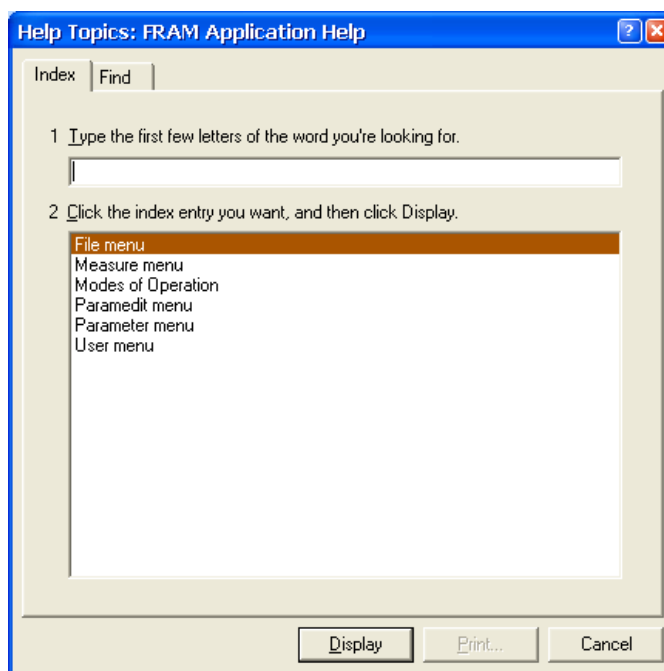 Help Topics: FRAM Application Help
Index Find
1 Type the first few letters of the word you're looking for.
2 Click the index entry you want, and then click Display.
File menu
Measure menu
Modes of Operation
Paramedit menu
Parameter menu
User menu
Display Print... Cancel